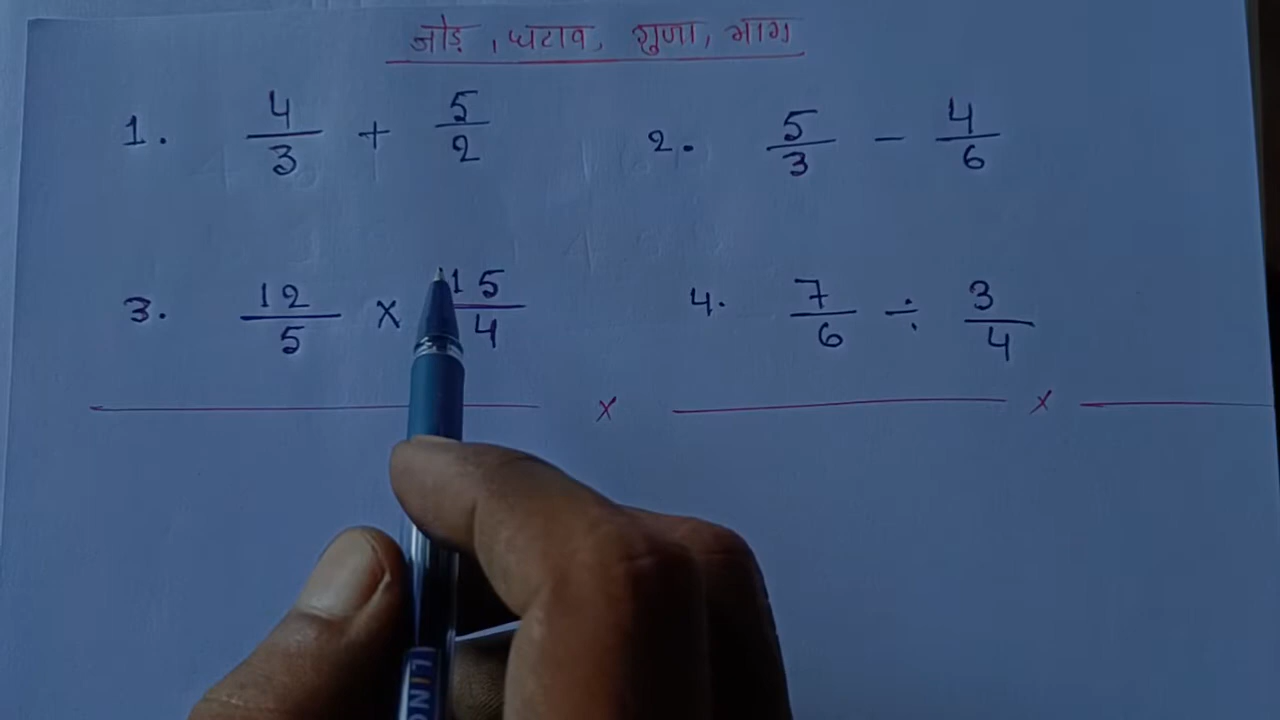 जोड़, घटाव, गुणा, भाग
1. 4/3 + 5/2
2. 5/3 - 4/6
3. 12/5 × 15/4
4. 7/6 ÷ 3/4
× ×
LINC